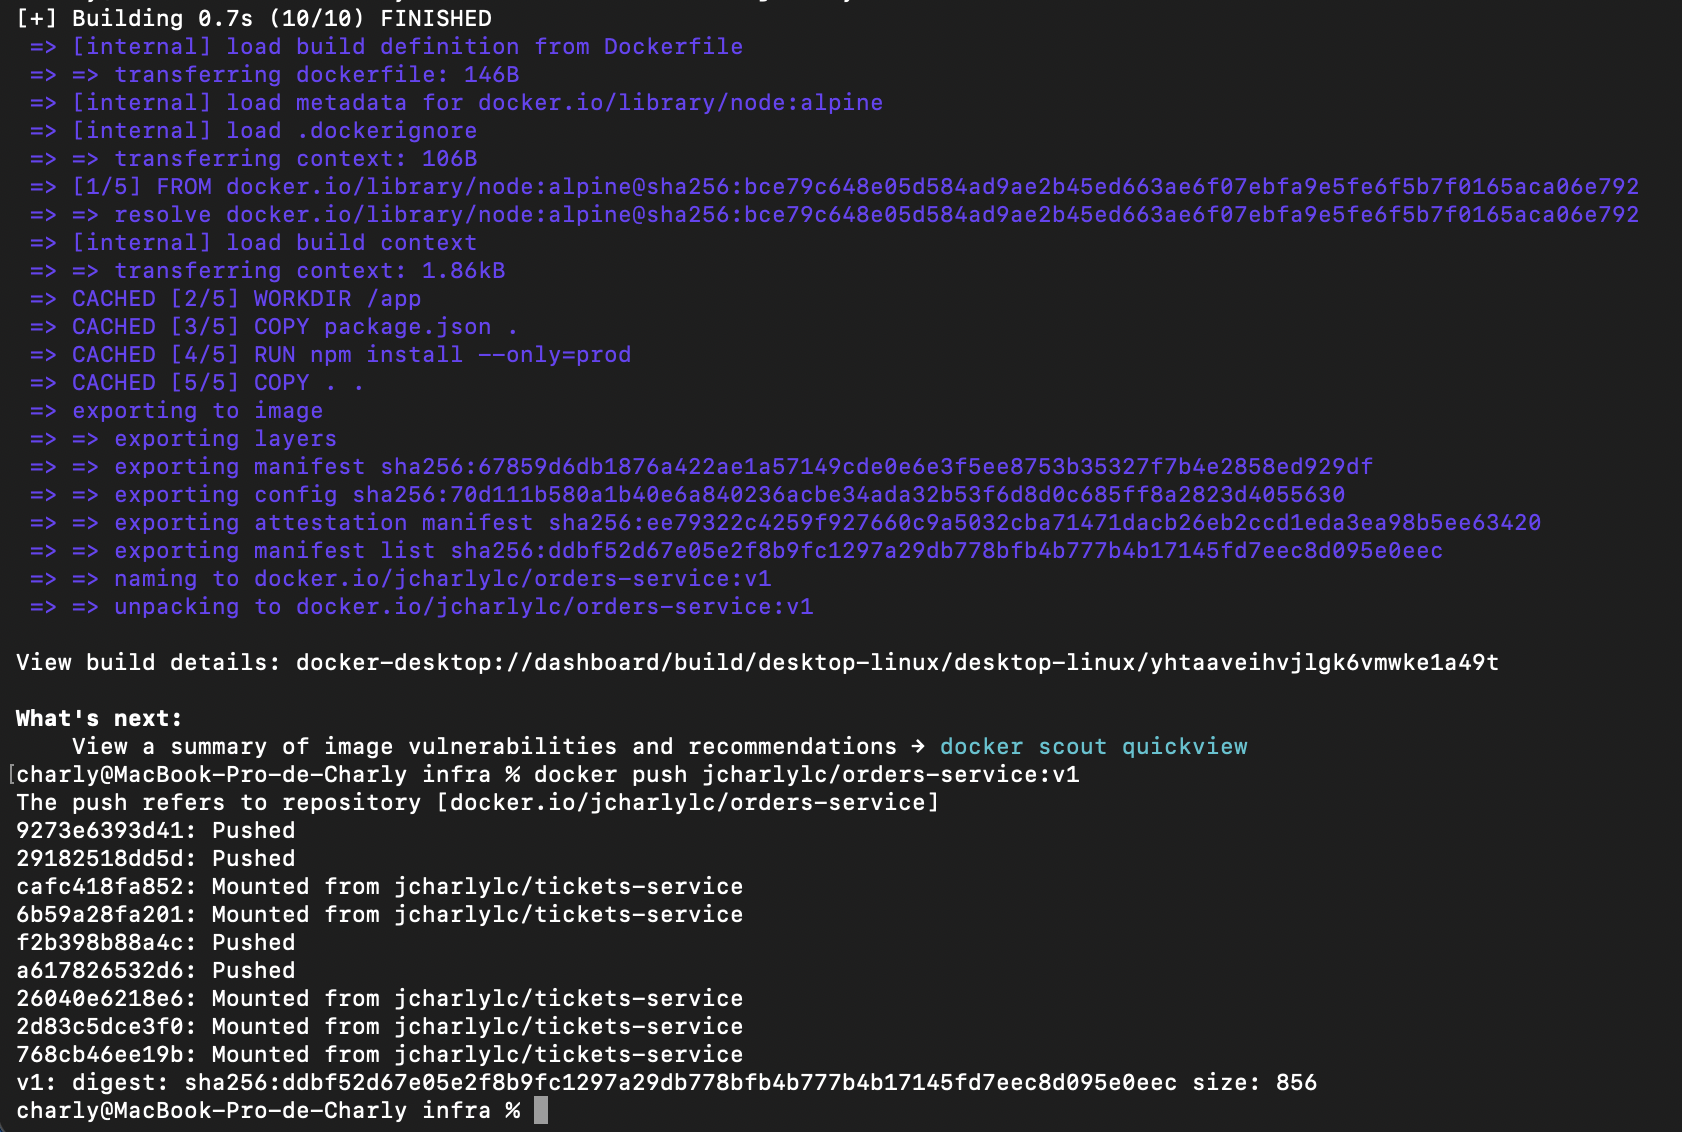 [+] Building 0.7s (10/10) FINISHED
=> [internal] load build definition from Dockerfile
=> => transferring dockerfile: 146B
=> [internal] load metadata for docker.io/library/node:alpine
=> [internal] load .dockerignore
=> => transferring context: 106B
=> [1/5] FROM docker.io/library/node:alpine@sha256:bce79c648e05d584ad9ae2b45ed663ae6f07ebfa9e5fe6f5b7f0165aca06e792
=> => resolve docker.io/library/node:alpine@sha256:bce79c648e05d584ad9ae2b45ed663ae6f07ebfa9e5fe6f5b7f0165aca06e792
=> [internal] load build context
=> => transferring context: 1.86kB
=> CACHED [2/5] WORKDIR /app
=> CACHED [3/5] COPY package.json .
=> CACHED [4/5] RUN npm install --only=prod
=> CACHED [5/5] COPY . .
=> exporting to image
=> => exporting layers
=> => exporting manifest sha256:67859d6db1876a422ae1a57149cde0e6e3f5ee8753b35327f7b4e2858ed929df
=> => exporting config sha256:70d111b580a1b40e6a840236acbe34ada32b53f6d8d0c685ff8a2823d4055630
=> => exporting attestation manifest sha256:ee79322c4259f927660c9a5032cba71471dacb26eb2ccd1eda3ea98b5ee63420
=> => exporting manifest list sha256:ddbf52d67e05e2f8b9fc1297a29db778bfb4b777b4b17145fd7eec8d095e0eec
=> => naming to docker.io/jcharlylc/orders-service:v1
=> => unpacking to docker.io/jcharlylc/orders-service:v1
View build details: docker-desktop://dashboard/build/desktop-linux/desktop-linux/yhtaaveihvjlgk6vmwke1a49t
What's next:
View a summary of image vulnerabilities and recommendations → docker scout quickview
[charly@MacBook-Pro-de-Charly infra % docker push jcharlylc/orders-service:v1
The push refers to repository [docker.io/jcharlylc/orders-service]
9273e6393d41: Pushed
29182518dd5d: Pushed
cafc418fa852: Mounted from jcharlylc/tickets-service
6b59a28fa201: Mounted from jcharlylc/tickets-service
f2b398b88a4c: Pushed
a617826532d6: Pushed
26040e6218e6: Mounted from jcharlylc/tickets-service
2d83c5dce3f0: Mounted from jcharlylc/tickets-service
768cb46ee19b: Mounted from jcharlylc/tickets-service
v1: digest: sha256:ddbf52d67e05e2f8b9fc1297a29db778bfb4b777b4b17145fd7eec8d095e0eec size: 856
charly@MacBook-Pro-de-Charly infra %